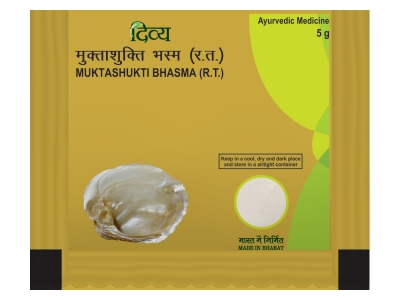 दिव्य
मुक्ताशुक्ति भस्म (र.त.)
MUKTASHUKTI BHASMA (R.T.)
Ayurvedic Medicine
5 g
Keep in a cool, dry and dark place
and store in a airtight container
भारत में निर्मित
MADE IN BHARAT